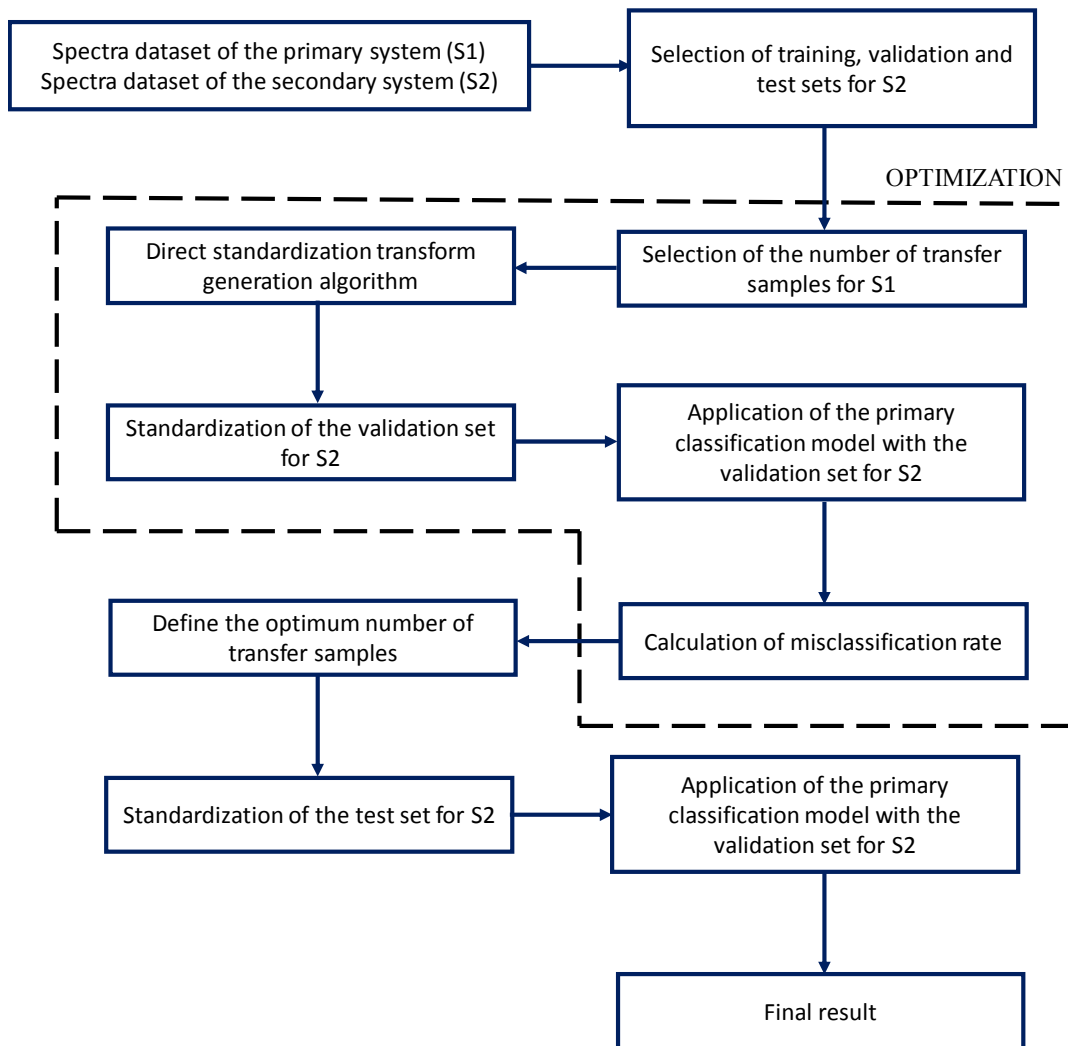 Spectra dataset of the primary system (S1)
Spectra dataset of the secondary system (S2)
Selection of training, validation and
test sets for S2
OPTIMIZATION
Selection of the number of transfer
samples for S1
Direct standardization transform
generation algorithm
Standardization of the validation set
for S2
Application of the primary
classification model with the
validation set for S2
Calculation of misclassification rate
Define the optimum number of
transfer samples
Standardization of the test set for S2
Application of the primary
classification model with the
validation set for S2
Final result